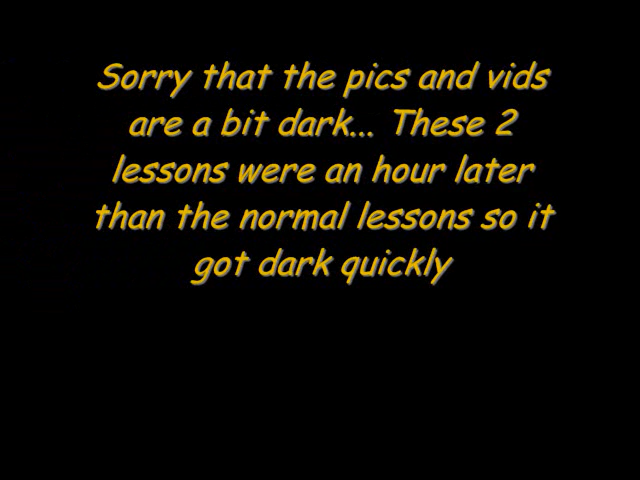 Sorry that the pics and vids
are a bit dark... These 2
lessons were an hour later
than the normal lessons so it
got dark quickly